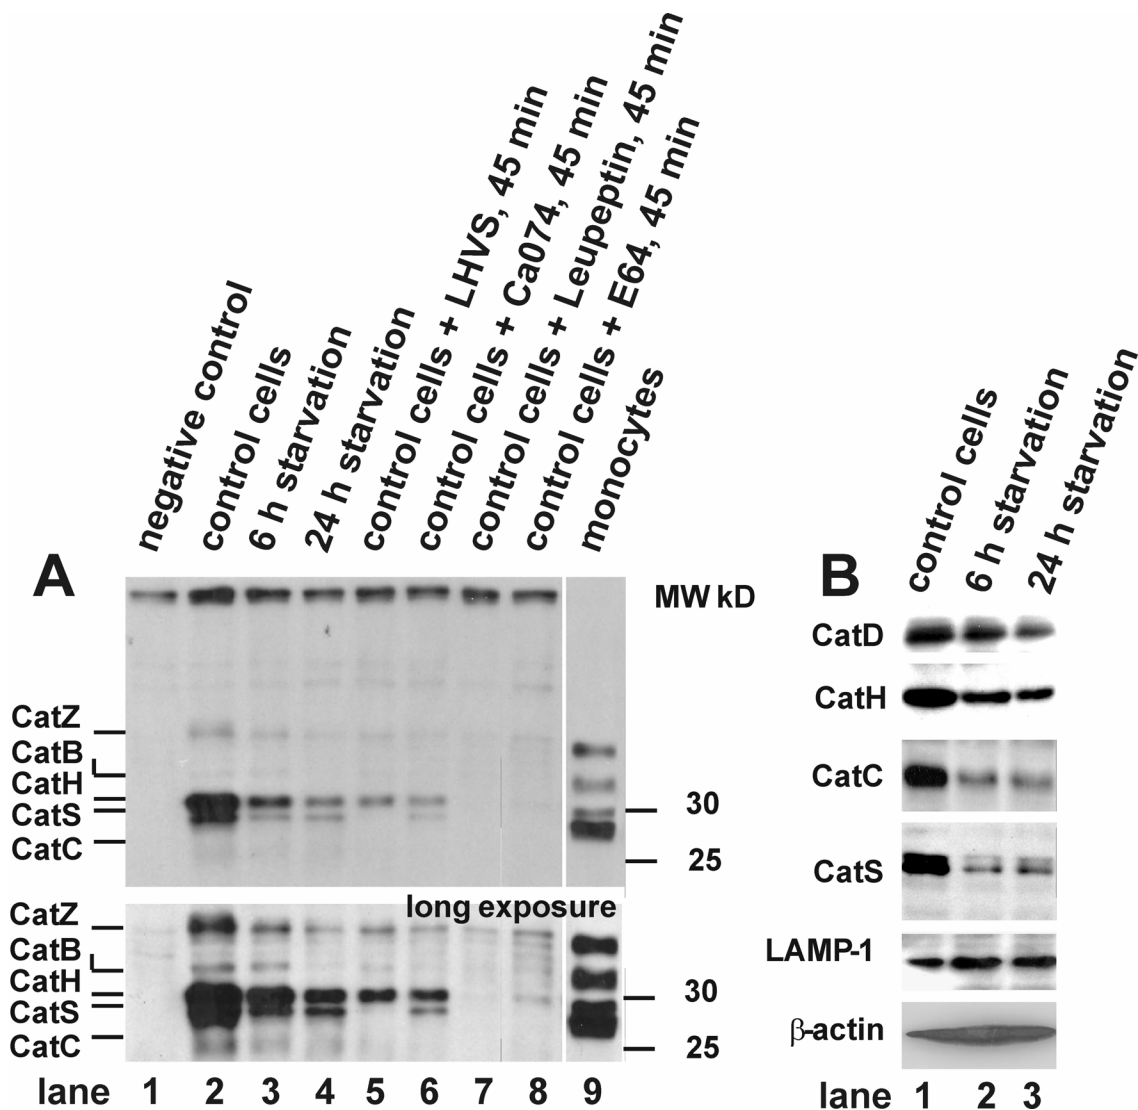 negative control
control cells
6 h starvation
24 h starvation
control cells + LHVS, 45 min
control cells + Ca074, 45 min
control cells + Leupeptin, 45 min
control cells + E64, 45 min
monocytes
A
MW kD
CatZ
CatB
CatH
CatS
CatC
30
25
long exposure
CatZ
CatB
CatH
CatS
CatC
30
25
lane 1 2 3 4 5 6 7 8 9
B
control cells
6 h starvation
24 h starvation
CatD
CatH
CatC
CatS
LAMP-1
β-actin
lane 1 2 3